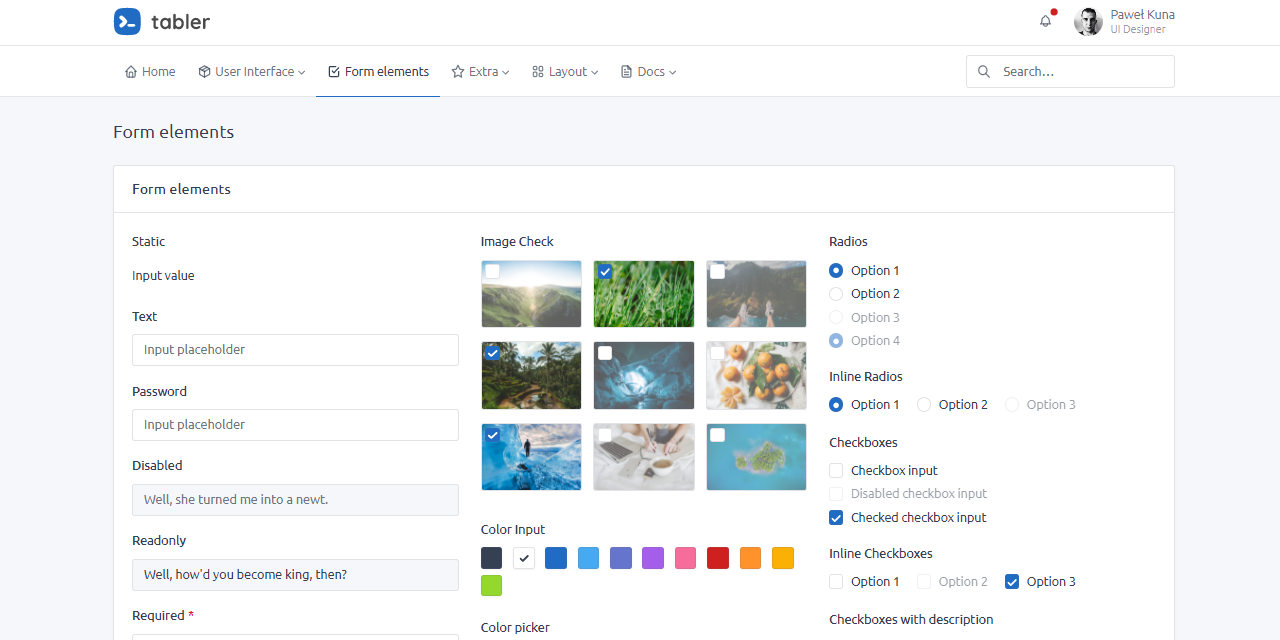 tabler
Paweł Kuna
UI Designer
Home
User Interface
Form elements
Extra
Layout
Docs
Search…
Form elements
Form elements
Static
Input value
Text
Input placeholder
Password
Input placeholder
Disabled
Well, she turned me into a newt.
Readonly
Well, how'd you become king, then?
Required *
Image Check
Color Input
Color picker
Radios
Option 1
Option 2
Option 3
Option 4
Inline Radios
Option 1 Option 2 Option 3
Checkboxes
Checkbox input
Disabled checkbox input
Checked checkbox input
Inline Checkboxes
Option 1 Option 2 Option 3
Checkboxes with description